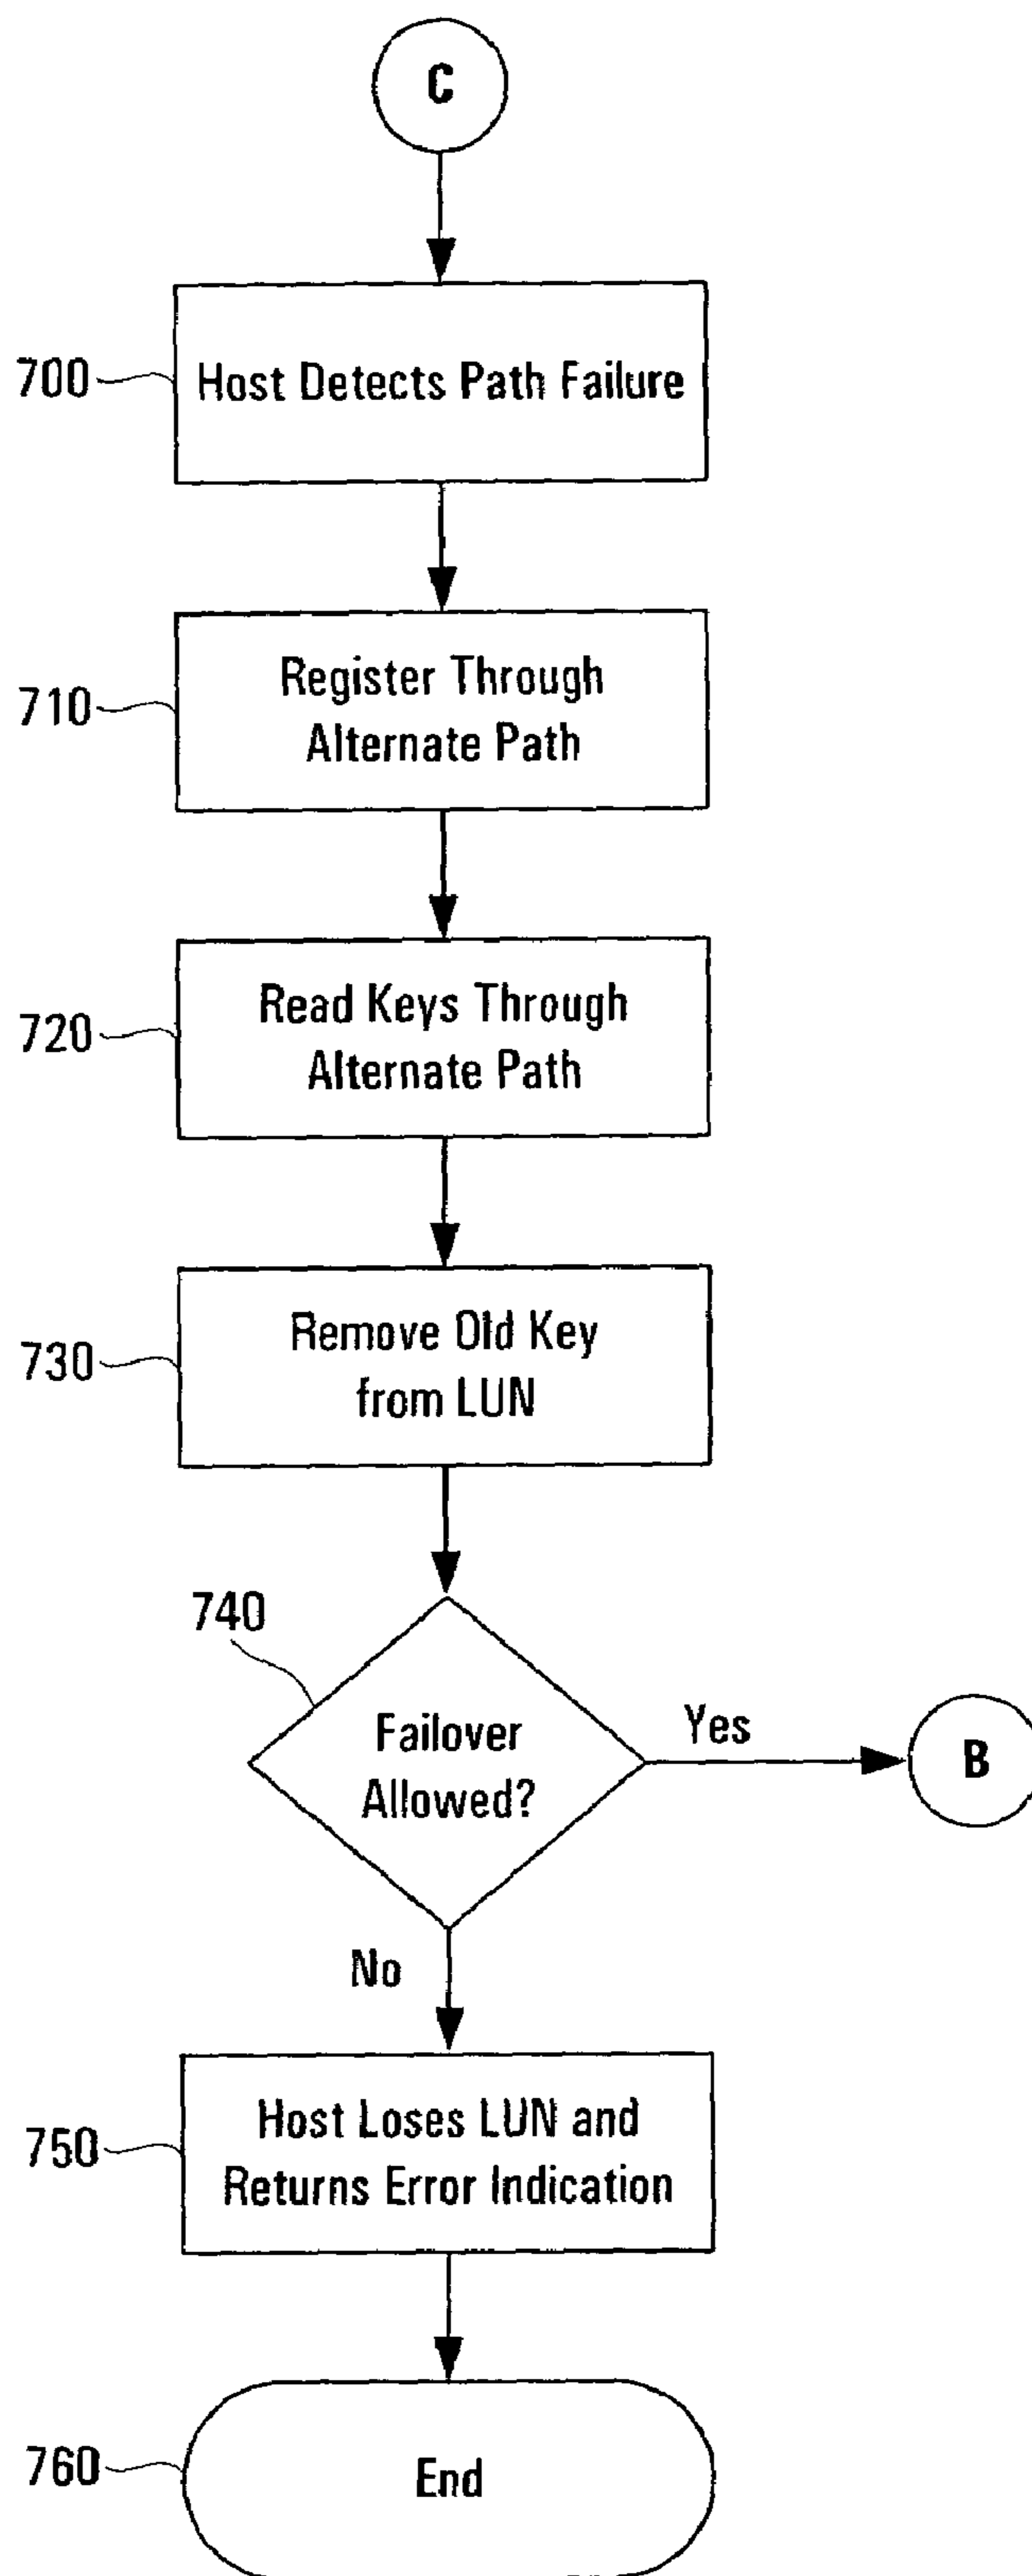 C
700
Host Detects Path Failure
710
Register Through
Alternate Path
720
Read Keys Through
Alternate Path
730
Remove Old Key
from LUN
740
Failover
Allowed?
Yes
B
No
750
Host Loses LUN and
Returns Error Indication
760
End